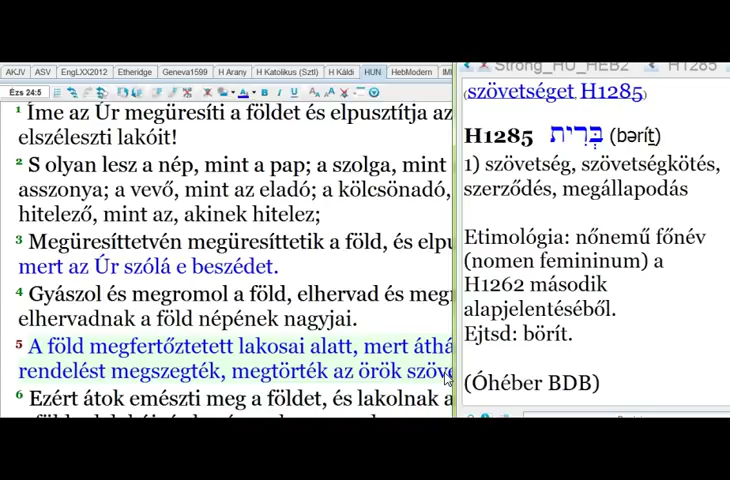 Strong_HU_HEB2 H1285
AKJV ASV EngLXX2012 Etheridge Geneva1599 H Arany H Katolikus (Sztl) H Káldi HUN HebModern
Ézs 24:5
1 Íme az Úr megüresíti a földet és elpusztítja az
elszéleszti lakóit!
2 S olyan lesz a nép, mint a pap; a szolga, mint
asszonya; a vevő, mint az eladó; a kölcsönadó,
hitelező, mint az, akinek hitelez;
3 Megüresíttetvén megüresíttetik a föld, és elpu
mert az Úr szólá e beszédet.
4 Gyászol és megromol a föld, elhervad és megr
elhervadnak a föld népének nagyjai.
5 A föld megfertőztetett lakosai alatt, mert áthá
rendelést megszegték, megtörték az örök szöve
6 Ezért átok emészti meg a földet, és lakolnak a
(szövetséget H1285)
H1285 בְּרִית (bəríṯ)
1) szövetség, szövetségkötés,
szerződés, megállapodás
Etimológia: nőnemű főnév
(nomen femininum) a
H1262 második
alapjelentéséből.
Ejtsd: börít.
(Óhéber BDB)